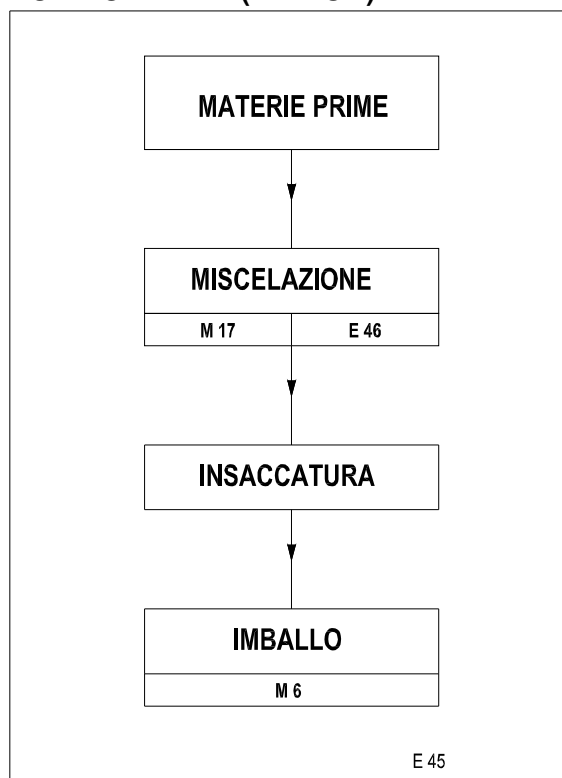 MATERIE PRIME
MISCELAZIONE
M 17 E 46
INSACCATURA
IMBALLO
M 6
E 45